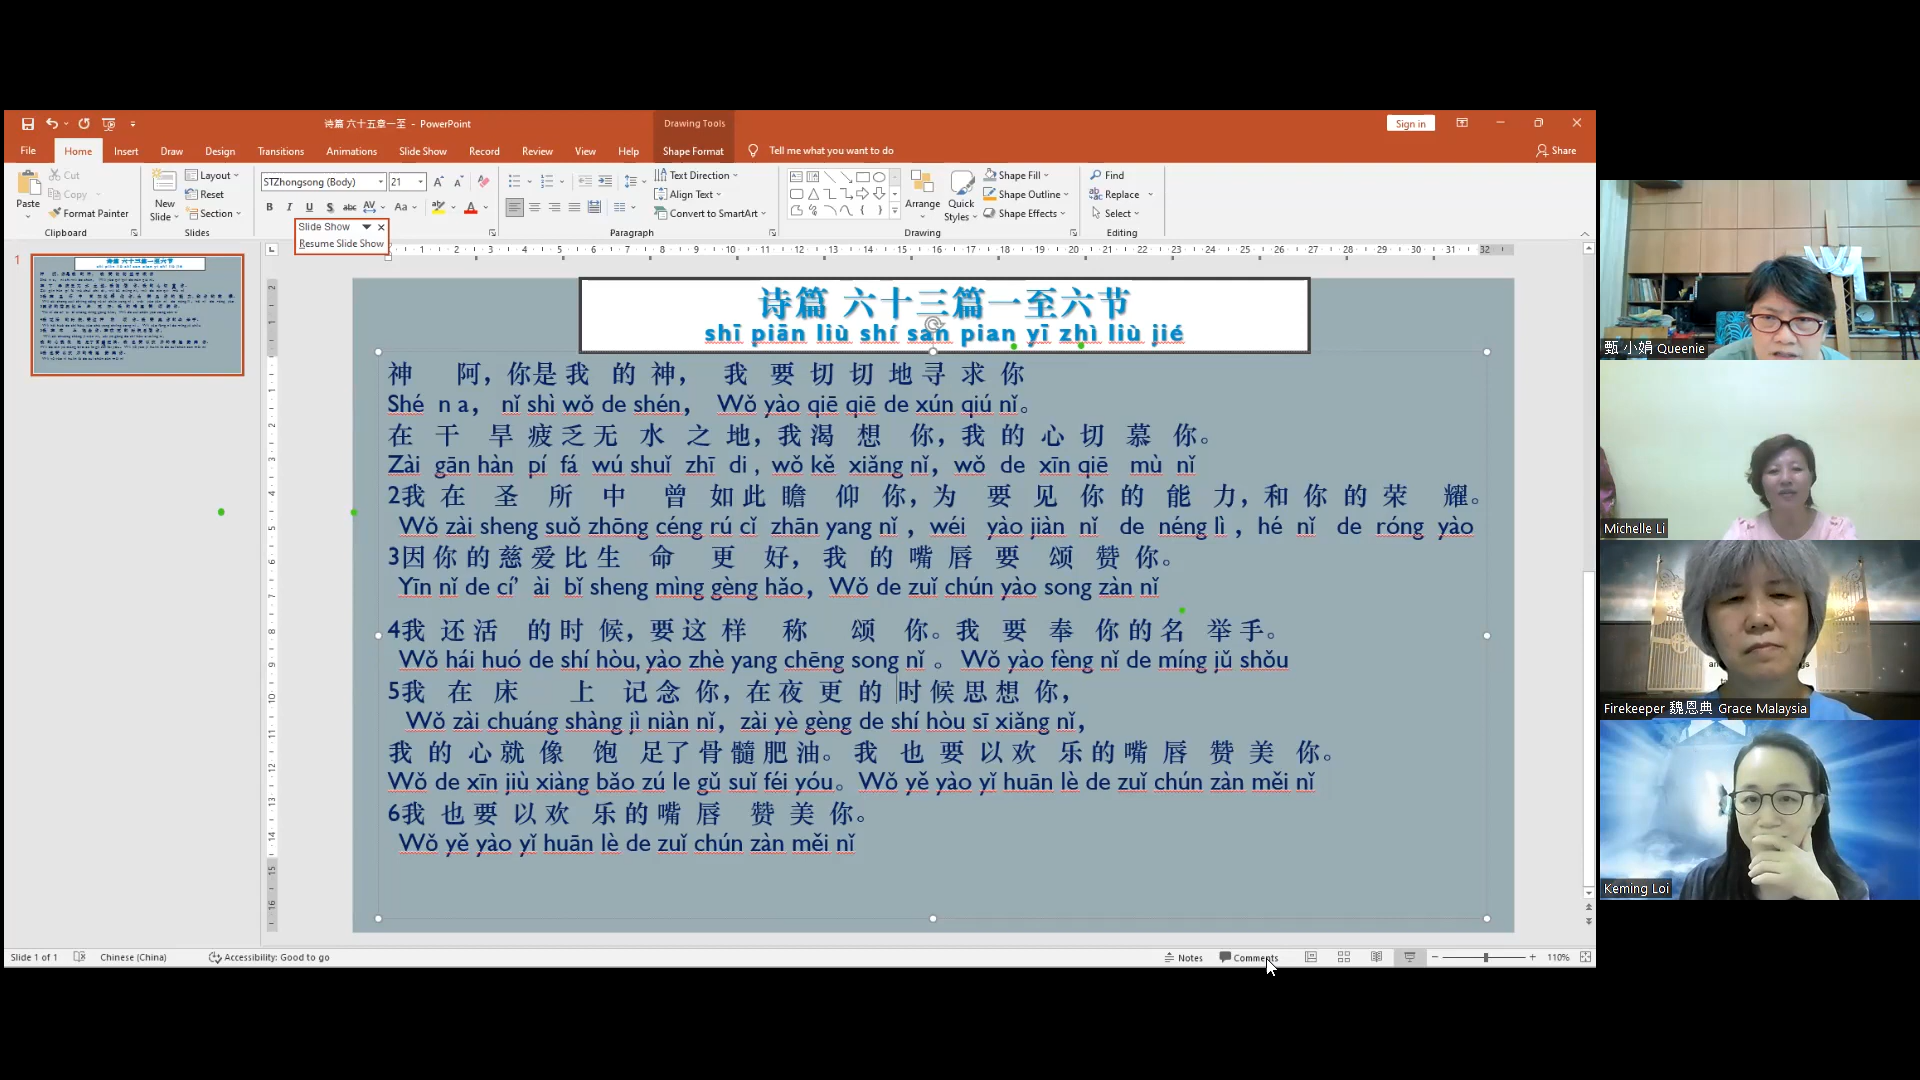 诗篇 六十五章一至 - PowerPoint
Drawing Tools
Sign in
File Home Insert Draw Design Transitions Animations Slide Show Record Review View Help Shape Format Tell me what you want to do Share
Paste
Cut
Copy
Format Painter
Clipboard
New Slide
Layout
Reset
Section
Slides
STZhongsong (Body) 21
Slide Show
Resume Slide Show
Text Direction
Align Text
Convert to SmartArt
Paragraph
Arrange
Quick Styles
Shape Fill
Shape Outline
Shape Effects
Drawing
Find
Replace
Select
Editing
1
诗篇 六十三篇一至六节
shī piān liù shí san pian yī zhì liù jié
神 阿，你是我 的 神， 我 要 切 切 地 寻 求 你
Shé n a， nǐ shì wǒ de shén， Wǒ yào qiē qiē de xún qiú nǐ。
在 干 旱 疲乏无 水 之 地，我渴 想 你，我 的 心 切 慕 你。
Zài gān hàn pí fá wú shuǐ zhī di，wǒ kě xiǎng nǐ，wǒ de xīn qiē mù nǐ
2我 在 圣 所 中 曾 如此 瞻 仰 你，为 要 见 你 的 能 力，和 你 的 荣 耀。
Wǒ zài sheng suǒ zhōng céng rú cǐ zhān yang nǐ，wéi yào jiàn nǐ de néng lì，hé nǐ de róng yào
3因 你 的 慈 爱 比 生 命 更 好， 我 的 嘴 唇 要 颂 赞 你。
Yīn nǐ de cí’ ài bǐ sheng mìng gèng hǎo，Wǒ de zuǐ chún yào song zàn nǐ
4我 还 活 的 时 候，要 这 样 称 颂 你。我 要 奉 你 的 名 举 手。
Wǒ hái huó de shí hòu, yào zhè yang chēng song nǐ 。 Wǒ yào fèng nǐ de míng jǔ shǒu
5我 在 床 上 记 念 你，在 夜 更 的 时 候 思 想 你，
Wǒ zài chuáng shàng jì niàn nǐ，zài yè gèng de shí hòu sī xiǎng nǐ，
我 的 心 就 像 饱 足了 骨 髓 肥 油。 我 也 要 以 欢 乐 的 嘴 唇 赞 美 你。
Wǒ de xīn jiù xiàng bǎo zú le gǔ suǐ féi yóu。Wǒ yě yào yǐ huān lè de zuǐ chún zàn měi nǐ
6我 也 要 以 欢 乐 的 嘴 唇 赞 美 你。
Wǒ yě yào yǐ huān lè de zuǐ chún zàn měi nǐ
Slide 1 of 1 Chinese (China) Accessibility: Good to go Notes Comments 110%
甄 小娟 Queenie
Michelle Li
Firekeeper 魏恩典 Grace Malaysia
Keming Loi